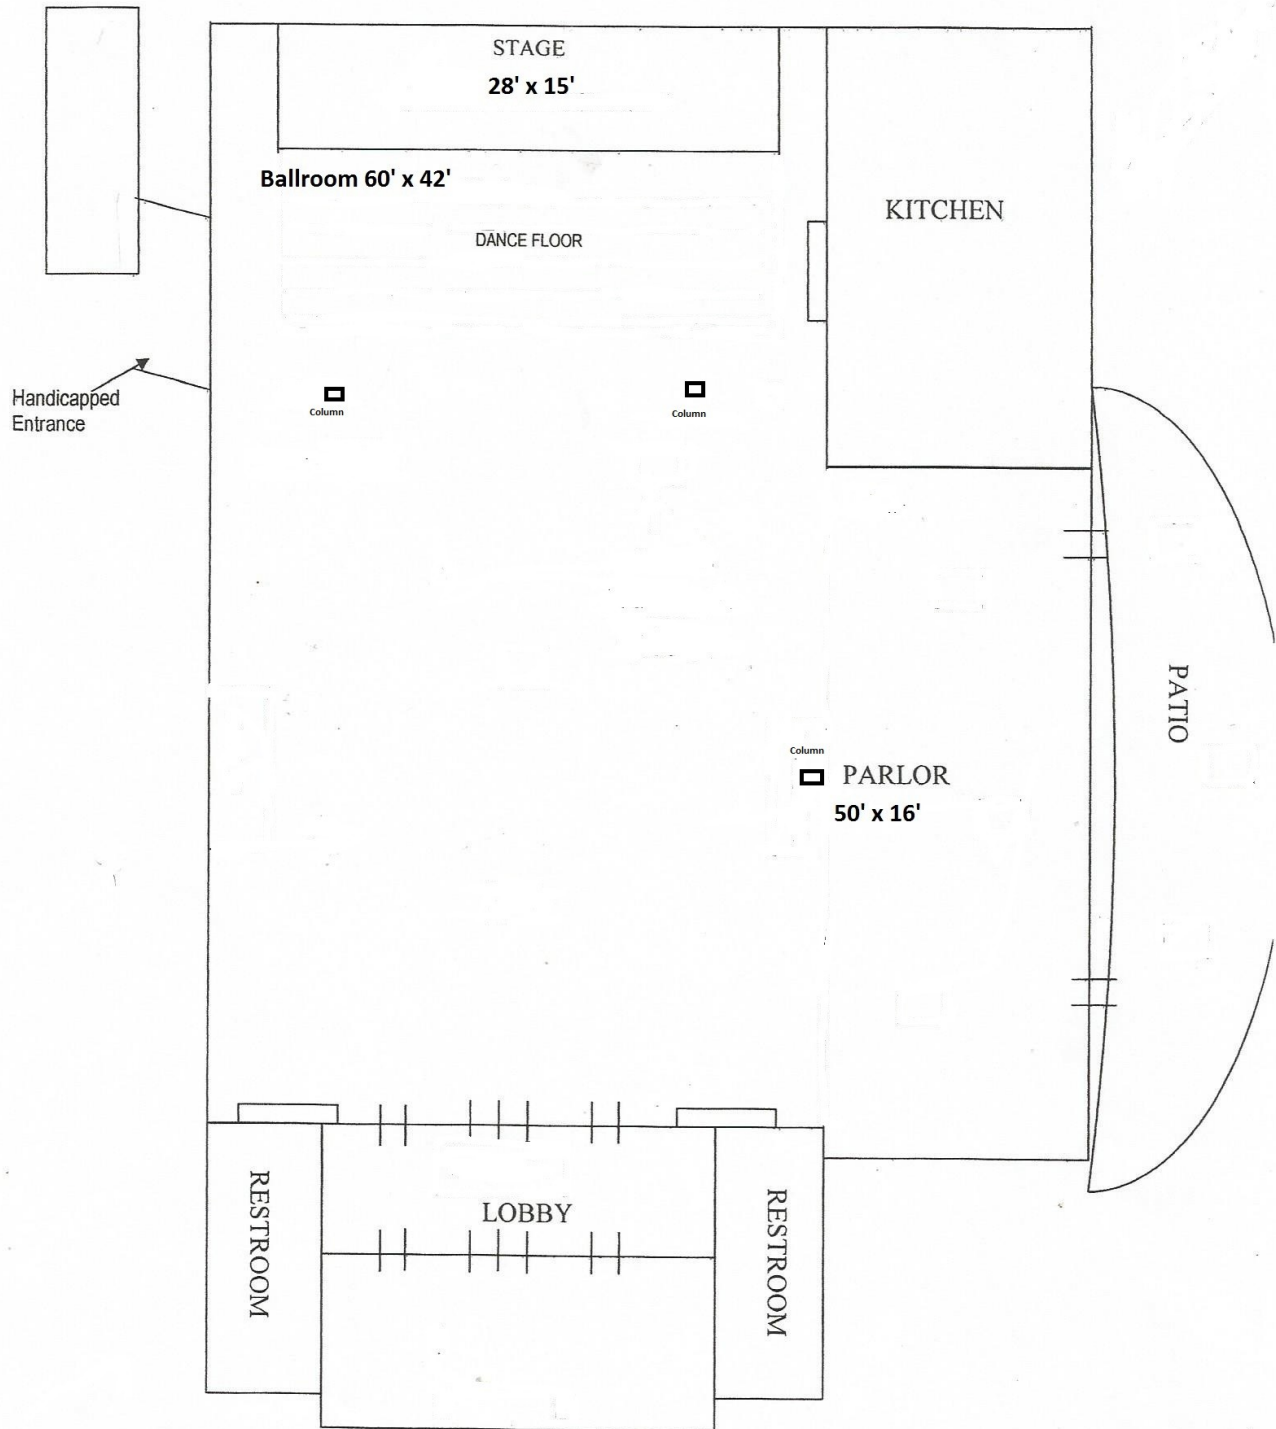 STAGE
28' x 15'
Ballroom 60' x 42'
KITCHEN
DANCE FLOOR
Handicapped
Entrance
Column
Column
PATIO
Column
PARLOR
50' x 16'
RESTROOM
LOBBY
RESTROOM